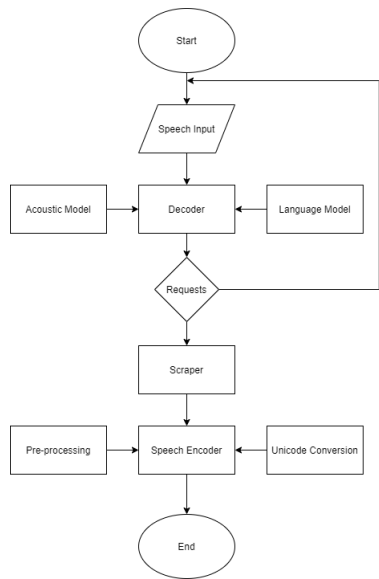 Start
Speech Input
Acoustic Model
Decoder
Language Model
Requests
Scraper
Pre-processing
Speech Encoder
Unicode Conversion
End